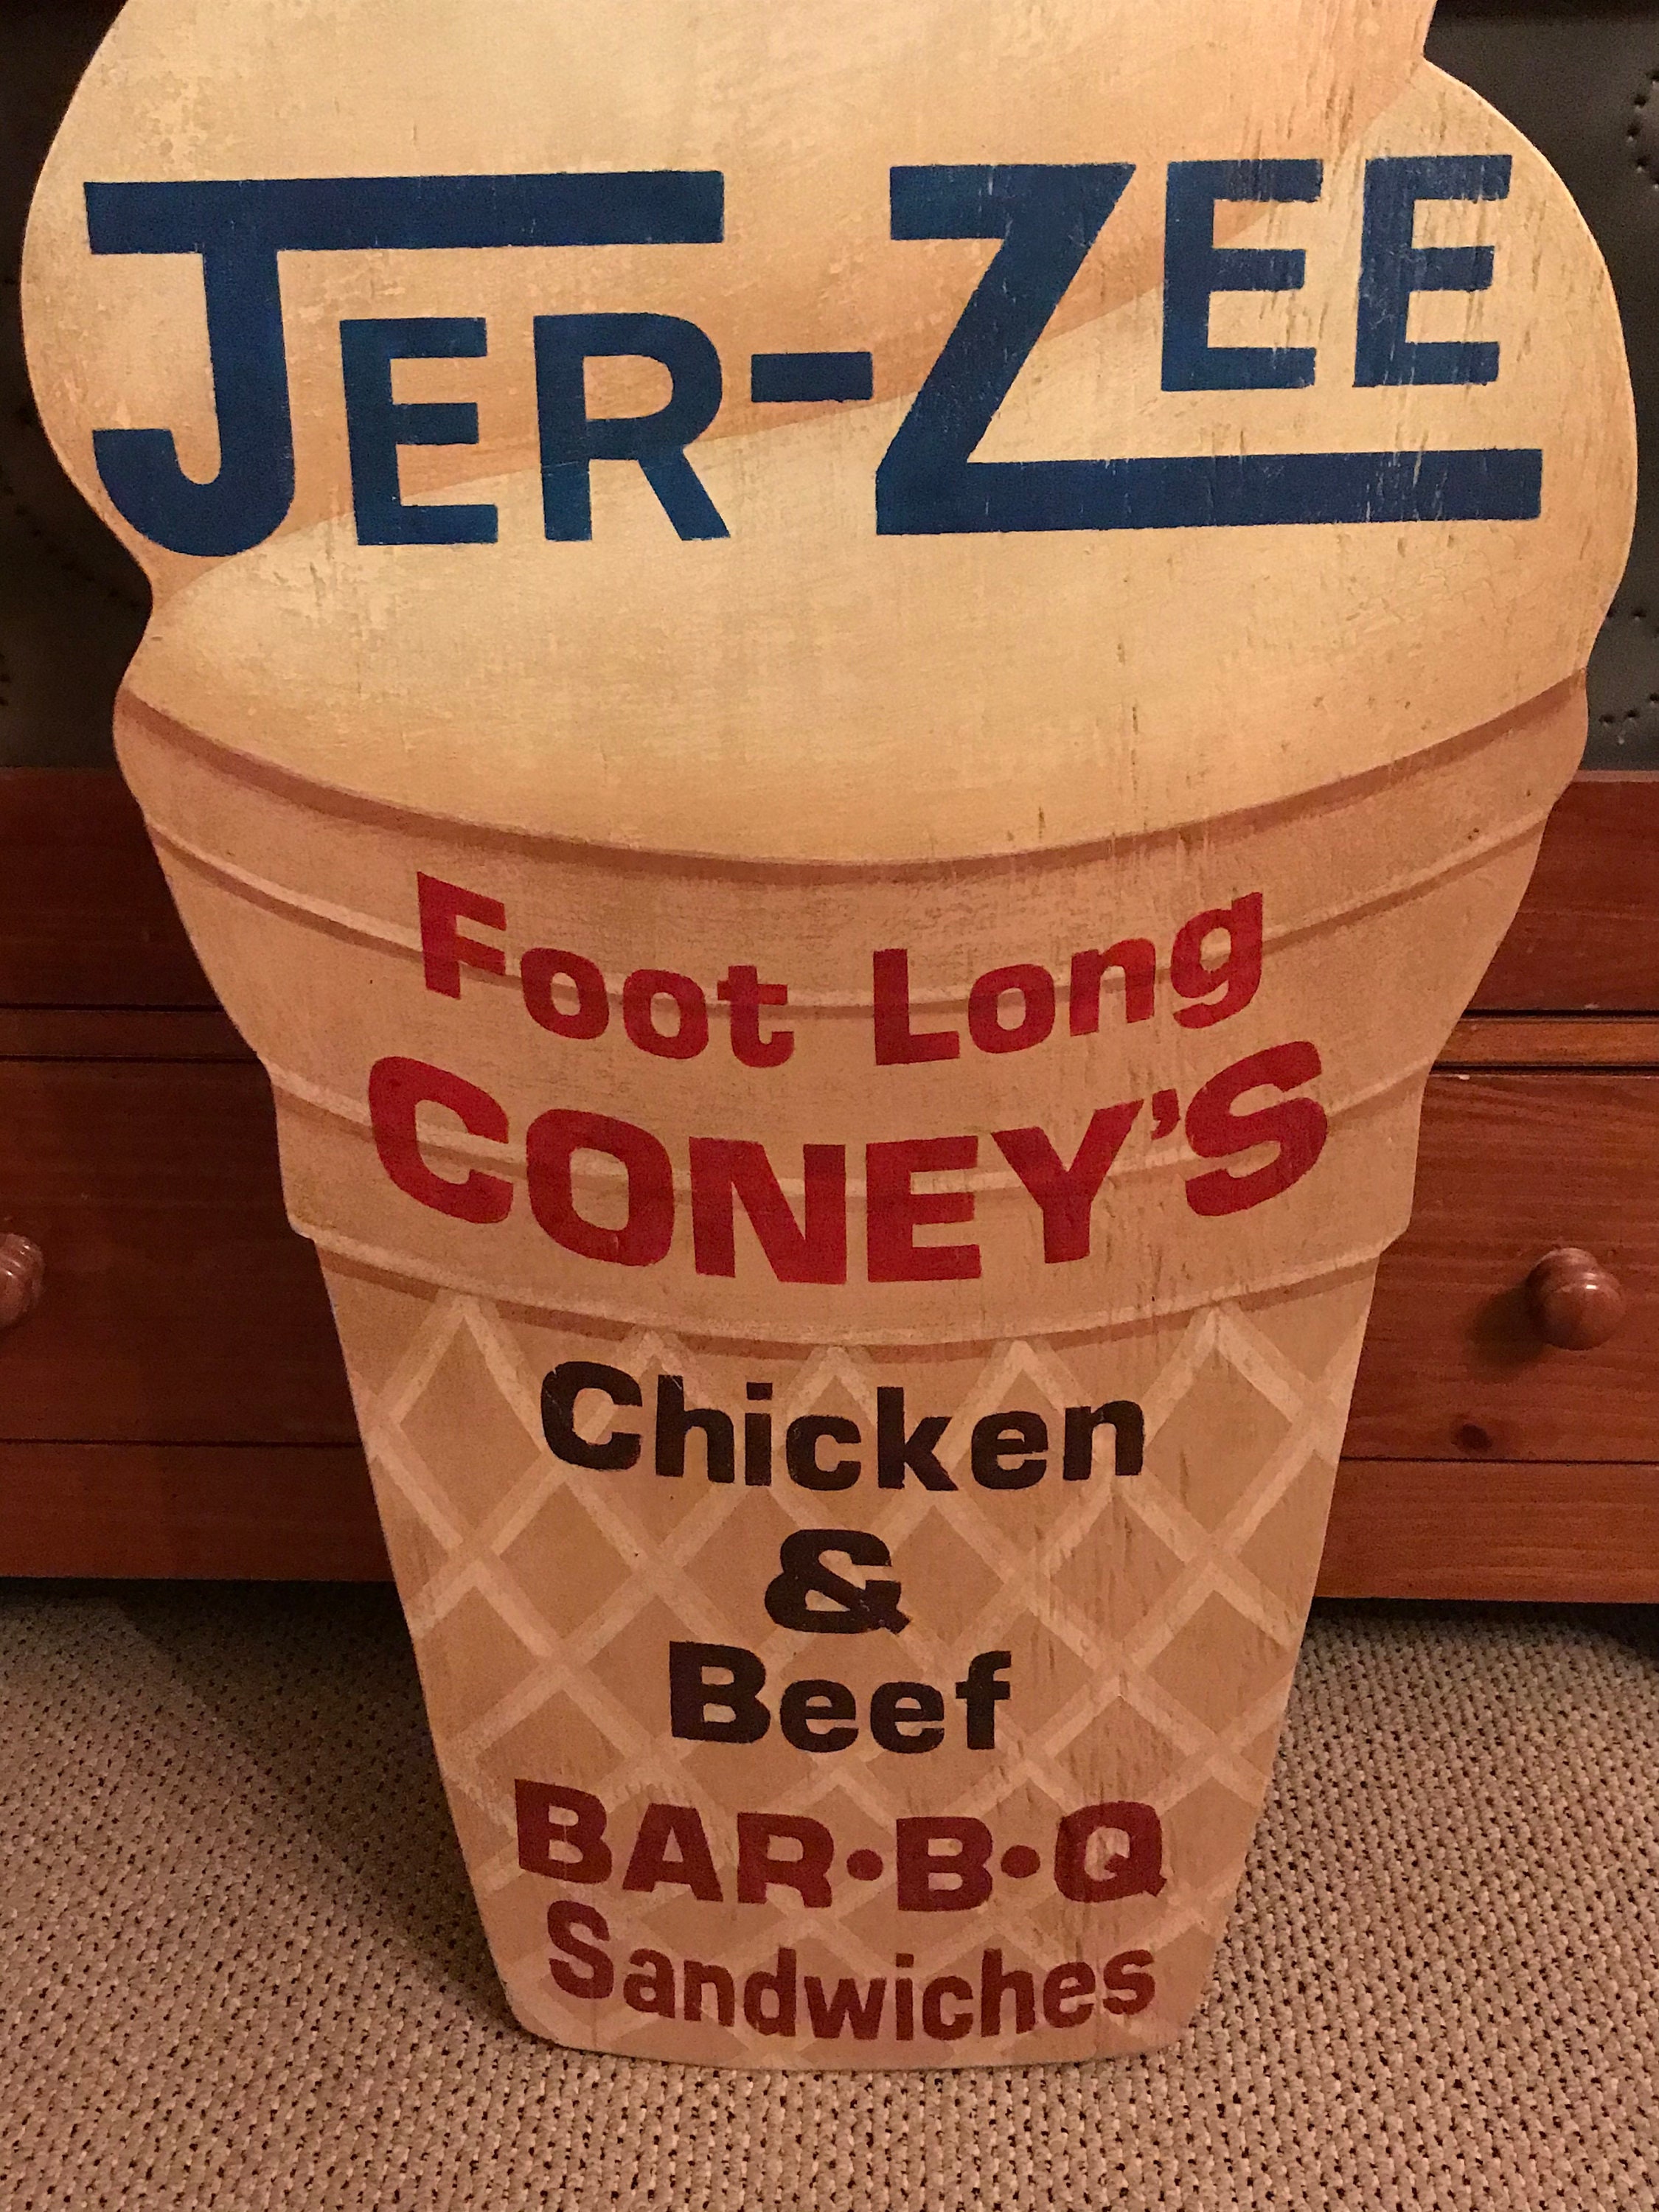 JER-ZEE
Foot Long
CONEY'S
Chicken
&
Beef
BAR•B•Q
Sandwiches